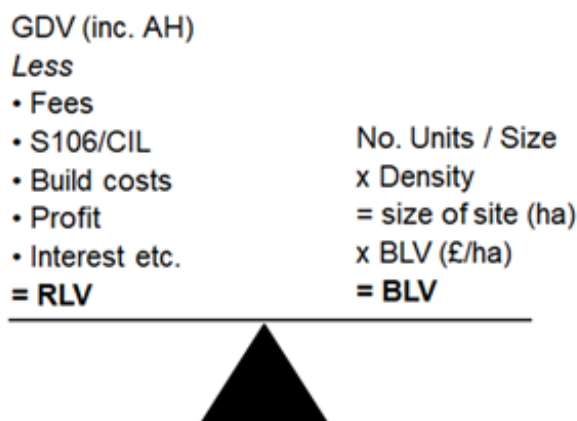 GDV (inc. AH)
Less
• Fees
• S106/CIL
• Build costs
• Profit
• Interest etc.
= RLV
No. Units / Size
x Density
= size of site (ha)
x BLV (£/ha)
= BLV